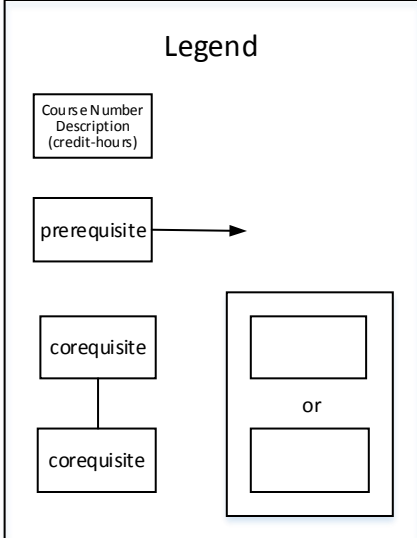 Legend
Course Number
Description
(credit-hours)
prerequisite
corequisite
or
corequisite